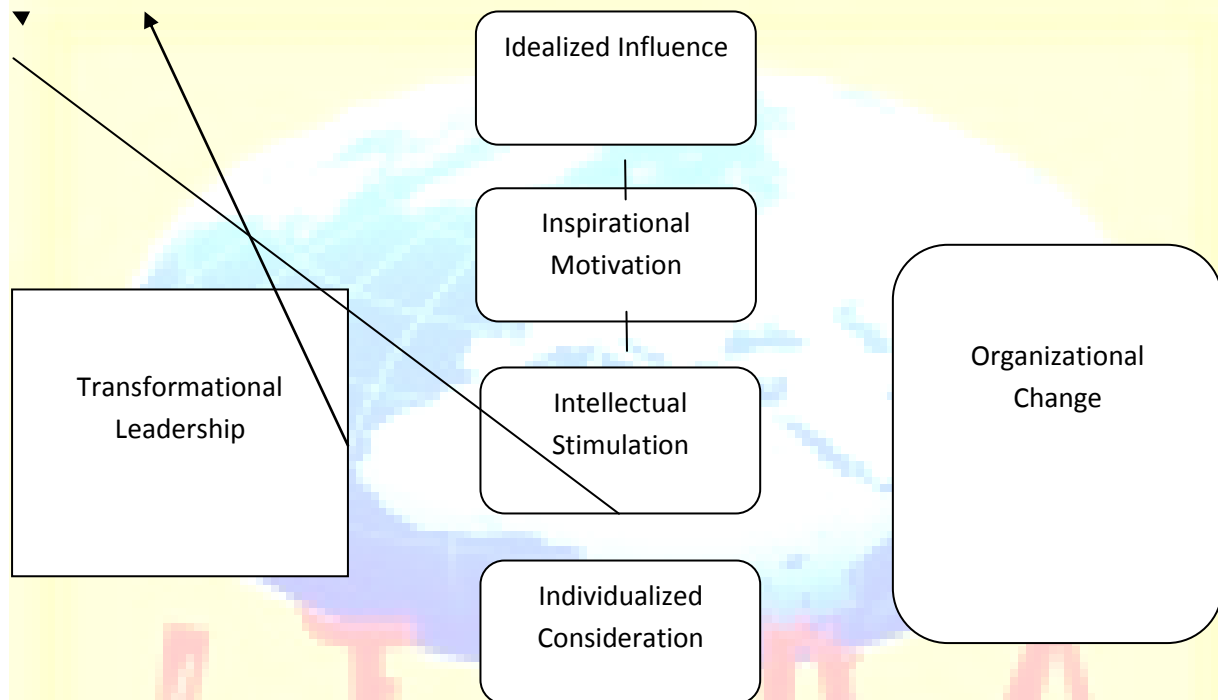 Idealized Influence
Inspirational
Motivation
Transformational
Leadership
Intellectual
Stimulation
Organizational
Change
Individualized
Consideration